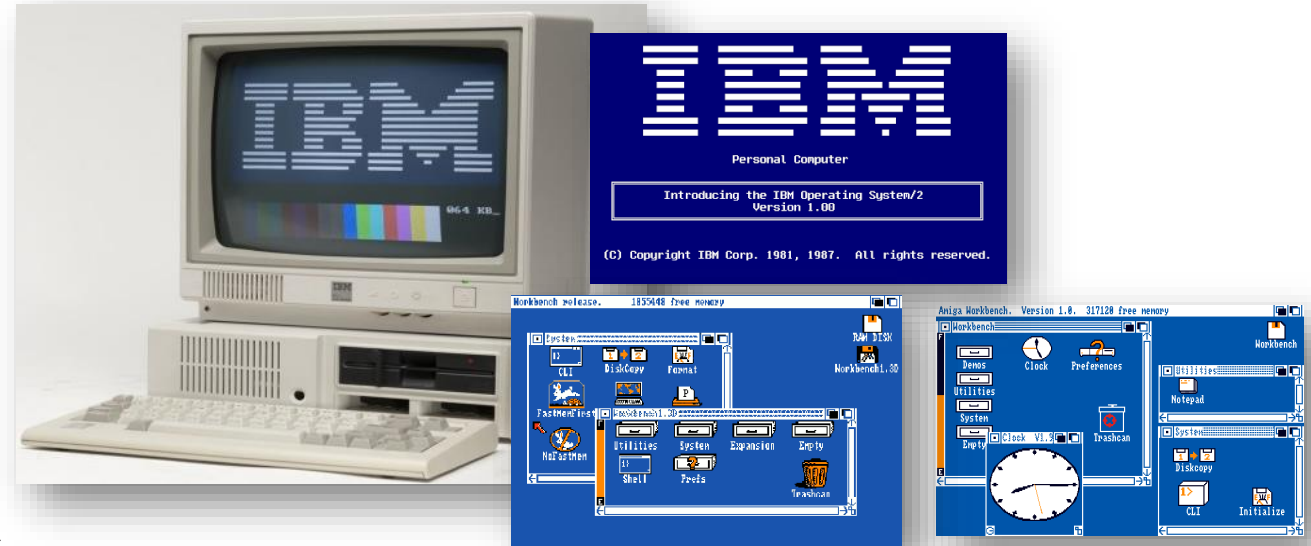 IBM
064 KB_
IBM
IBM
Personal Computer
Introducing the IBM Operating System/2
Version 1.00
(C) Copyright IBM Corp. 1981, 1987. All rights reserved.
Workbench release. 1855448 free memory
RAM DISK
Workbench1.3D
System
CLI
DiskCopy
Format
FastMemFirst
P
NoFastMem
Workbench1.3D
Utilities
System
Expansion
Empty
Shell
Prefs
Trashcan
Amiga Workbench. Version 1.0. 317120 free memory
Workbench
Workbench
Demos
Clock
Preferences
Utilities
System
Empty
Trashcan
Clock
Utilities
Notepad
System
Diskcopy
CLI
Initialize